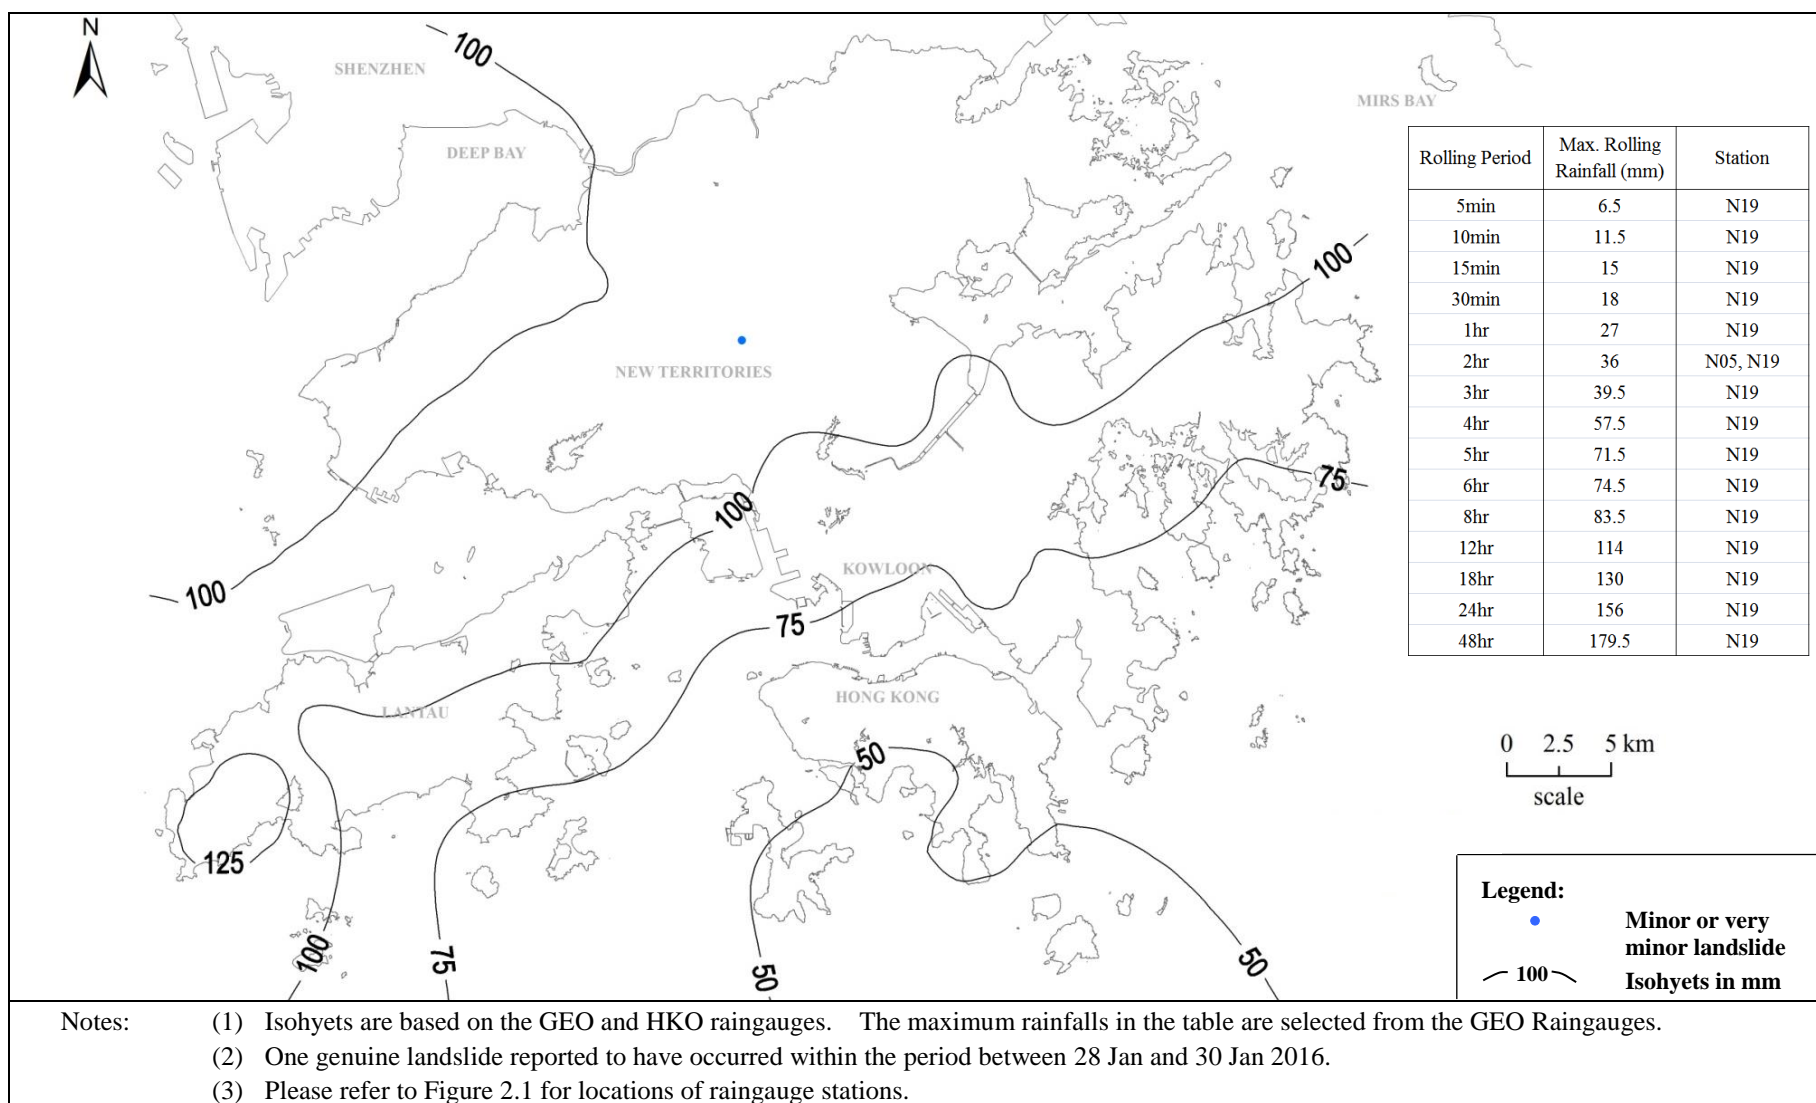 N
100
SHENZHEN
MIRS BAY
DEEP BAY
100
NEW TERRITORIES
75
100
KOWLOON
100
75
HONG KONG
LANTAU
50
125
100
75
50
50
Rolling Period Max. Rolling Rainfall (mm) Station
5min 6.5 N19
10min 11.5 N19
15min 15 N19
30min 18 N19
1hr 27 N19
2hr 36 N05, N19
3hr 39.5 N19
4hr 57.5 N19
5hr 71.5 N19
6hr 74.5 N19
8hr 83.5 N19
12hr 114 N19
18hr 130 N19
24hr 156 N19
48hr 179.5 N19
0 2.5 5 km
scale
Legend:
Minor or very
minor landslide
100 Isohyets in mm
Notes: (1) Isohyets are based on the GEO and HKO raingauges. The maximum rainfalls in the table are selected from the GEO Raingauges.
(2) One genuine landslide reported to have occurred within the period between 28 Jan and 30 Jan 2016.
(3) Please refer to Figure 2.1 for locations of raingauge stations.